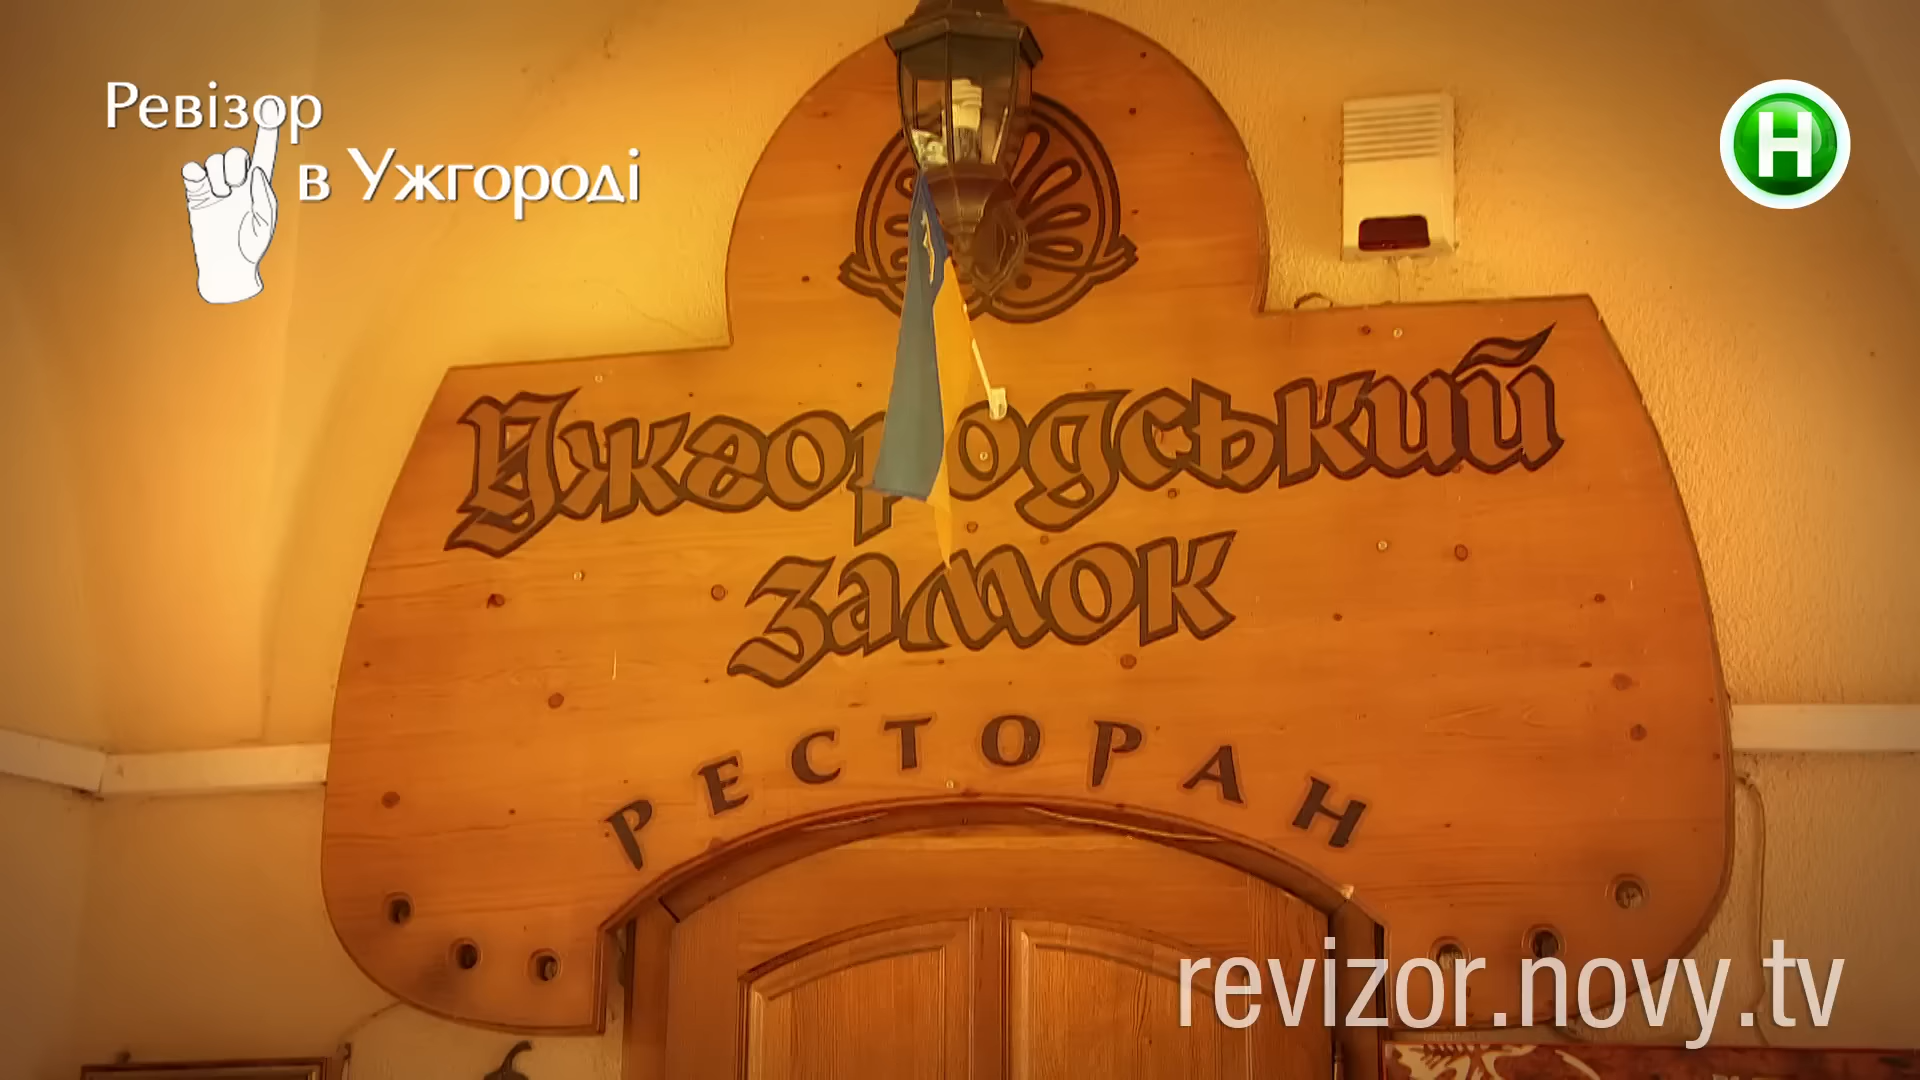 Ревізор
в Ужгороді
Н
Ужгородський
замок
РЕСТОРАН
revizor.novy.tv